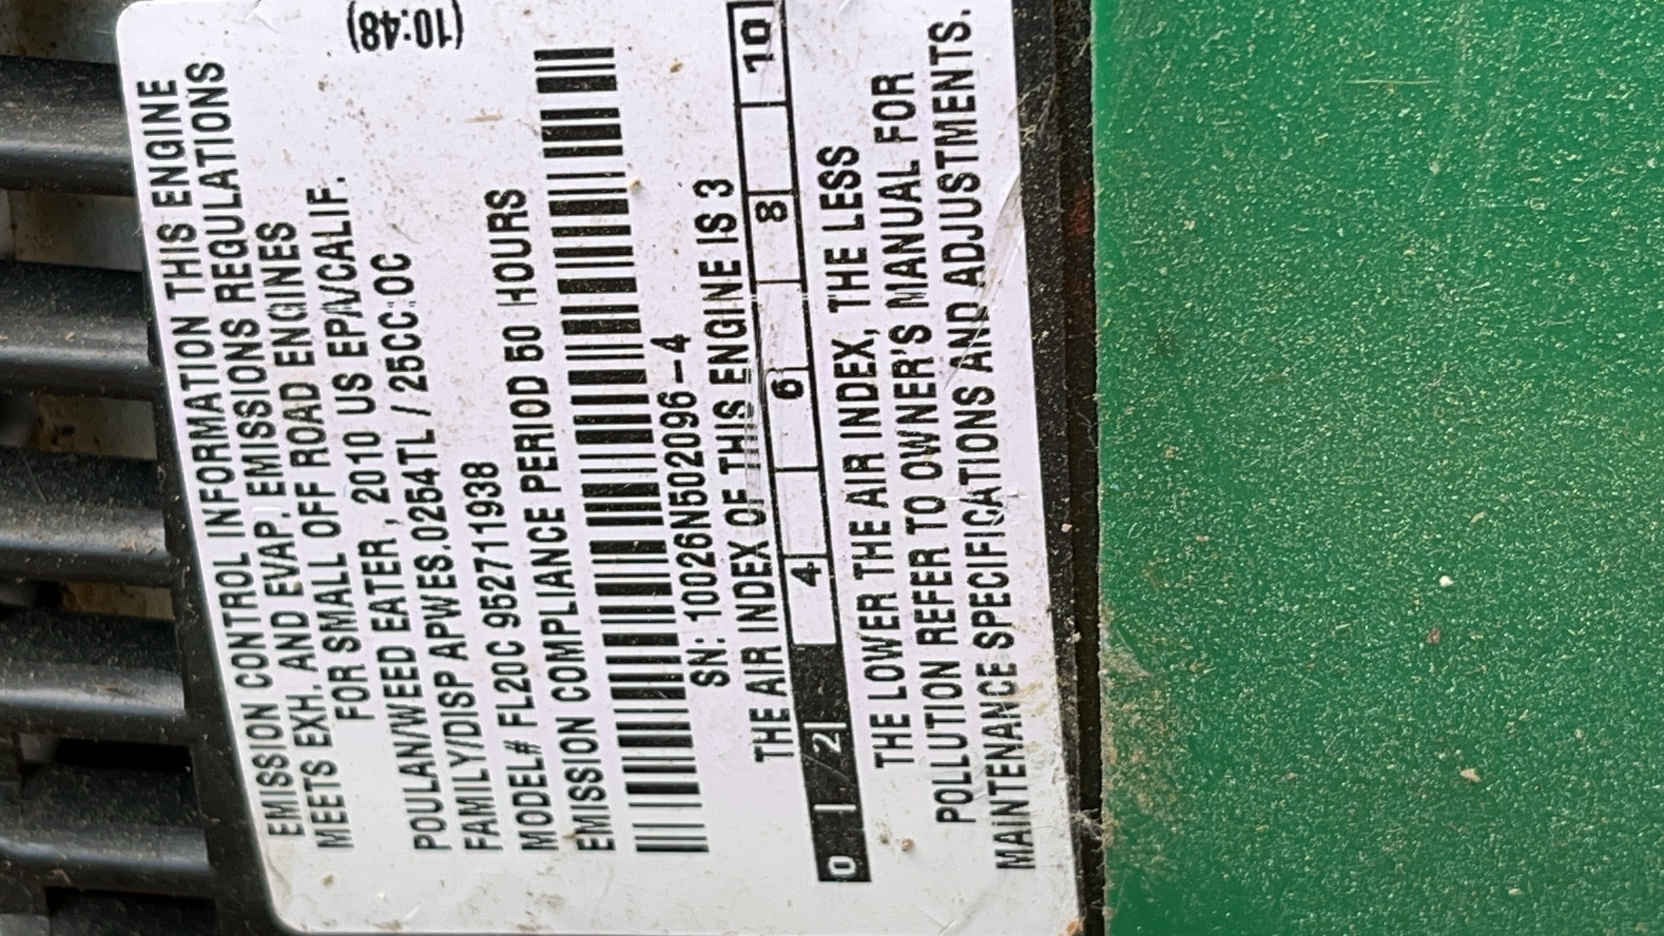 (10:48)
EMISSION CONTROL INFORMATION THIS ENGINE
MEETS EXH. AND EVAP. EMISSIONS REGULATIONS
FOR SMALL OFF ROAD ENGINES
FOR , 2010 US EPA/CALIF.
POULAN/WEED EATER
FAMILY/DISP APWES.0254TL / 25CC:OC
MODEL# FL20C 952711938
EMISSION COMPLIANCE PERIOD 50 HOURS
SN: 10026N502096-4
THE AIR INDEX OF THIS ENGINE IS 3
0 1 2 4 6 8 10
THE LOWER THE AIR INDEX, THE LESS
POLLUTION REFER TO OWNER'S MANUAL FOR
MAINTENANCE SPECIFICATIONS AND ADJUSTMENTS.